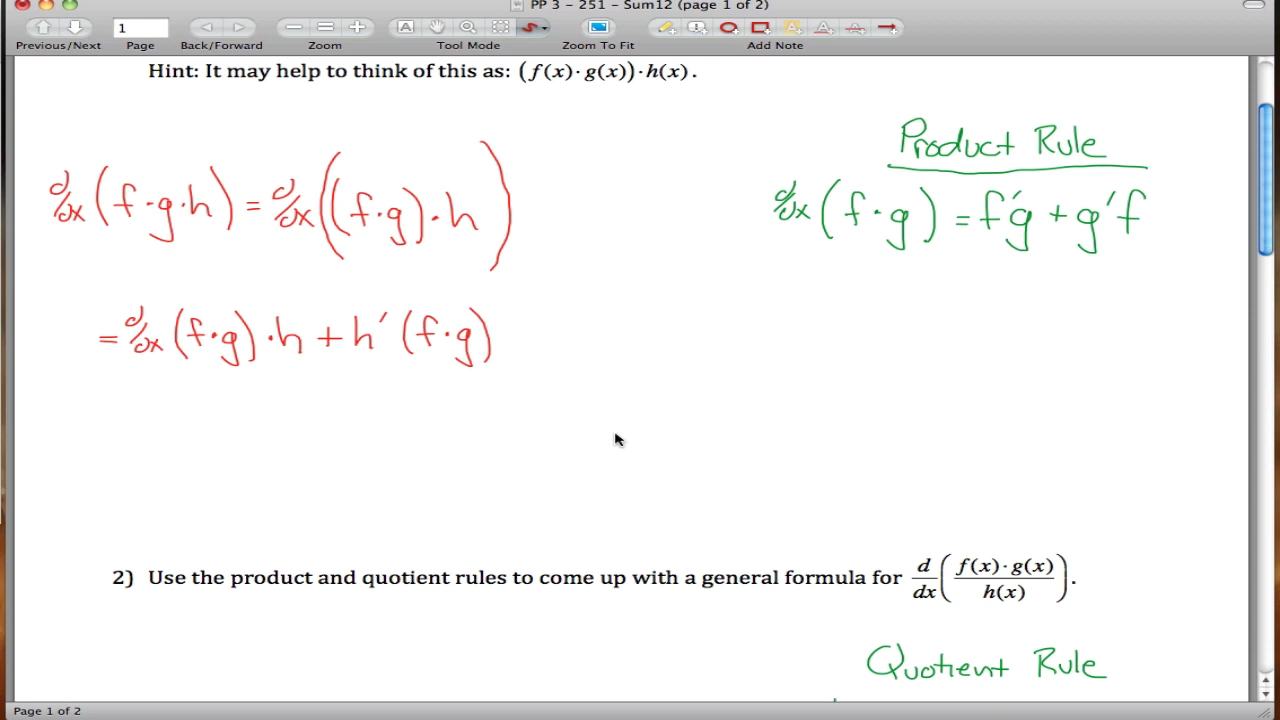 PP 3 – 251 – Sum12 (page 1 of 2)
1
A
A
A
A
Previous/Next Page Back/Forward Zoom Tool Mode Zoom To Fit Add Note
Hint: It may help to think of this as: (f(x)·g(x))·h(x).
Product Rule
d/dx (f·g·h) = d/dx ((f·g)·h)
d/dx (f·g) = f'g + g'f
= d/dx (f·g)·h + h' (f·g)
2) Use the product and quotient rules to come up with a general formula for d/dx (f(x)·g(x)/h(x)).
Quotient Rule
Page 1 of 2